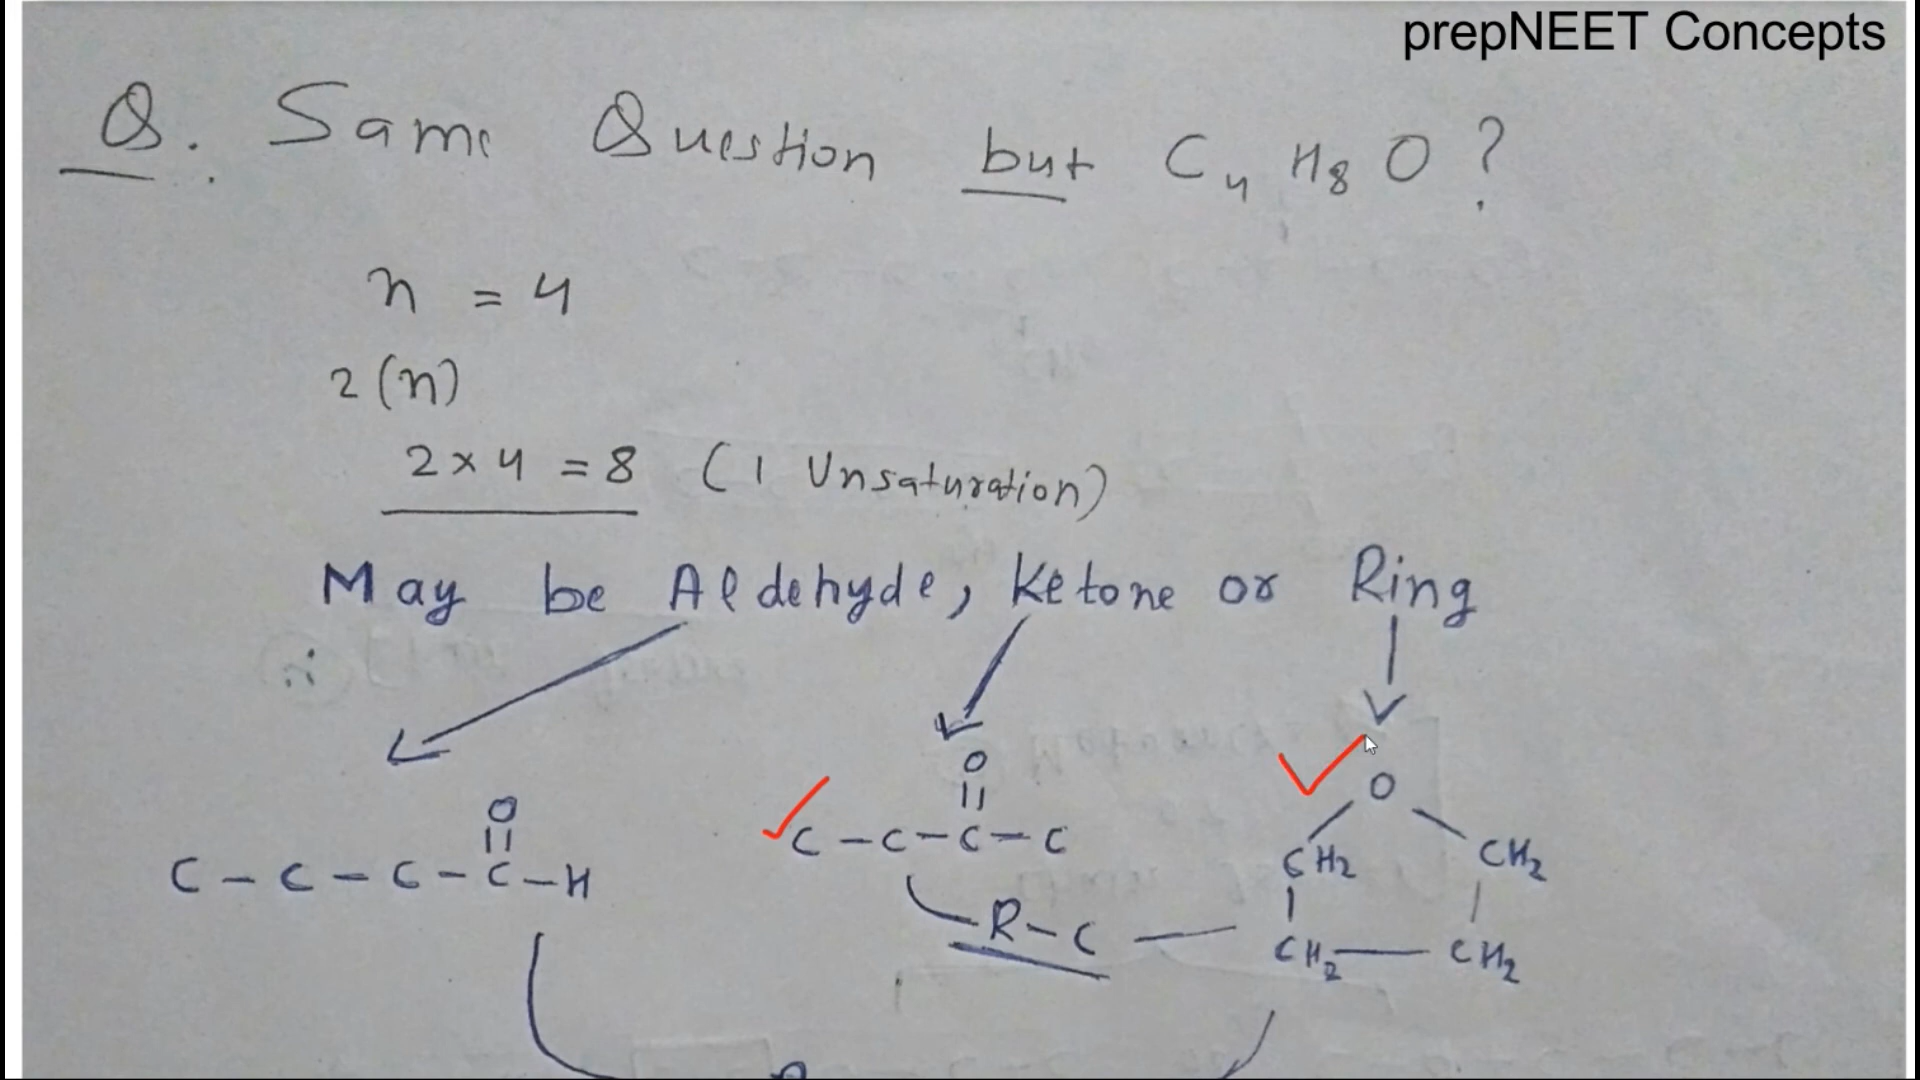 prepNEET Concepts
Q. Same Question but C4 H8 O ?
n = 4
2(n)
2 x 4 = 8 (1 Unsaturation)
May be Aldehyde, Ketone or Ring
O
C - C - C - C - H
O
C - C - C - C
R - C
O
CH2 CH2
CH2 — CH2